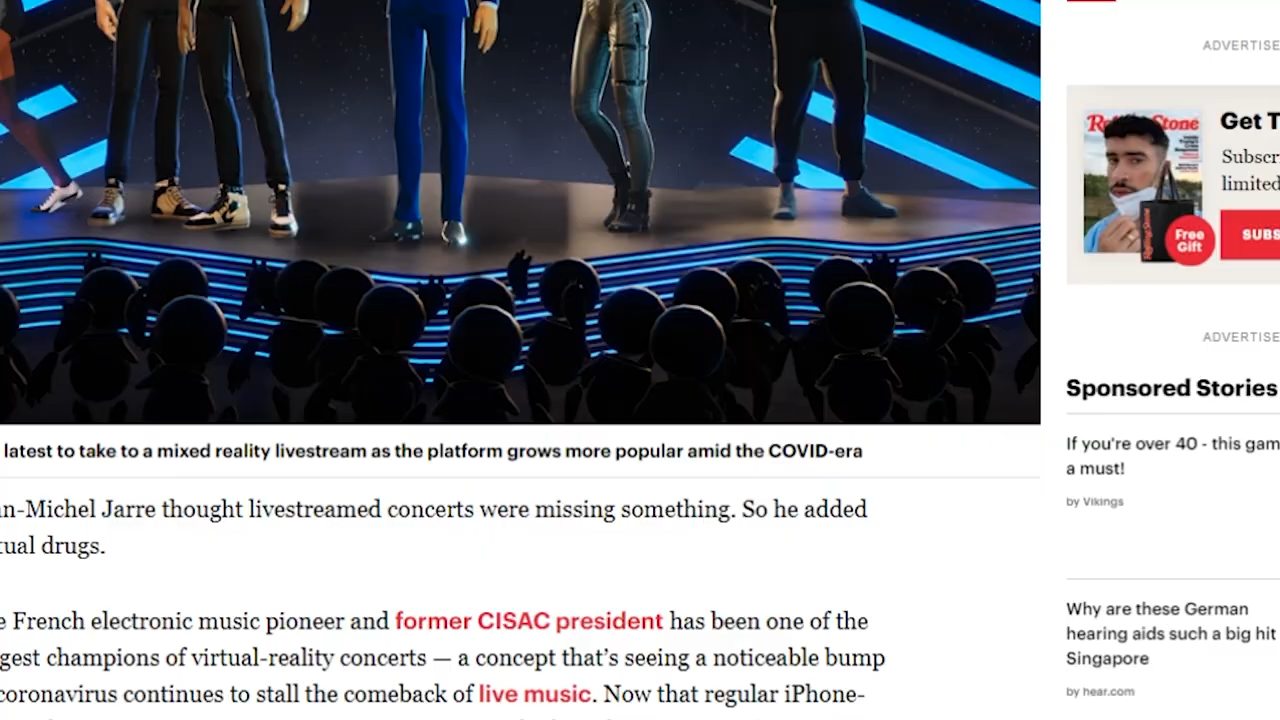 ADVERTISE
Rolling Stone
Get T
Subscr
limited
Free
Gift
SUBS
ADVERTISE
latest to take to a mixed reality livestream as the platform grows more popular amid the COVID-era
n-Michel Jarre thought livestreamed concerts were missing something. So he added
tual drugs.
e French electronic music pioneer and former CISAC president has been one of the
gest champions of virtual-reality concerts — a concept that’s seeing a noticeable bump
coronavirus continues to stall the comeback of live music. Now that regular iPhone-
Sponsored Stories
If you're over 40 - this gam
a must!
by Vikings
Why are these German
hearing aids such a big hit
Singapore
by hear.com